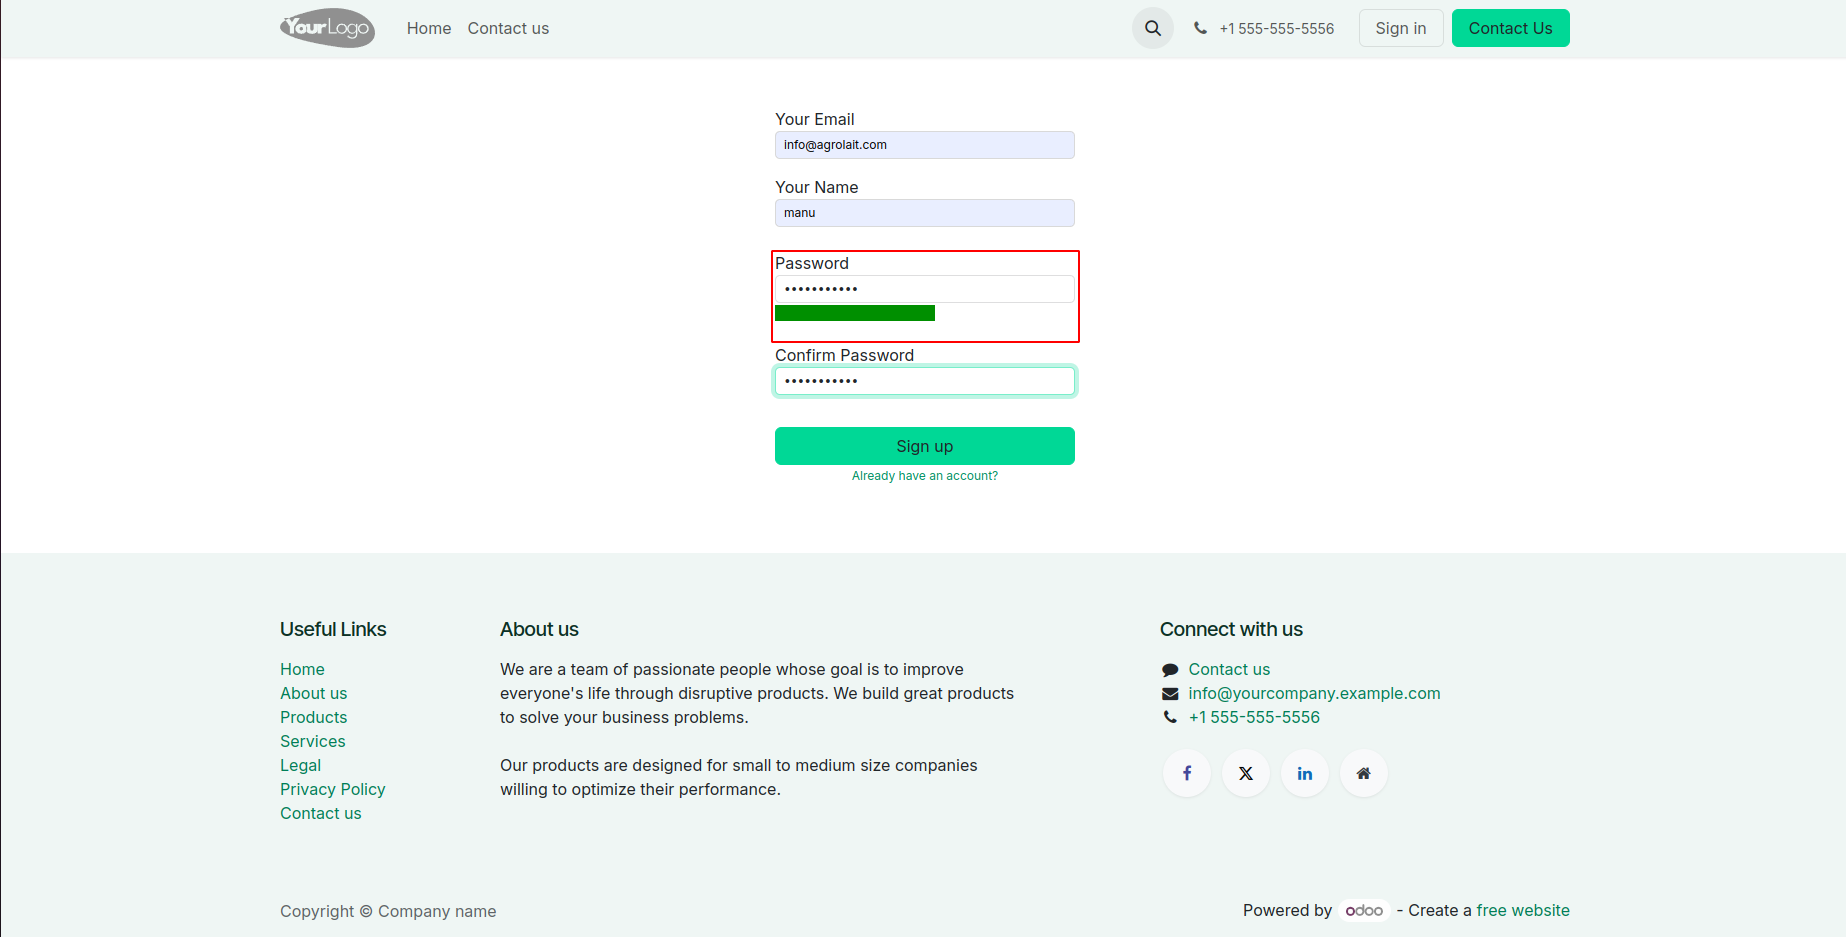 YourLogo Home Contact us +1 555-555-5556 Sign in Contact Us
Your Email
info@agrolait.com
Your Name
manu
Password
•••••••••••
Confirm Password
•••••••••••
Sign up
Already have an account?
Useful Links
Home
About us
Products
Services
Legal
Privacy Policy
Contact us
About us
We are a team of passionate people whose goal is to improve
everyone's life through disruptive products. We build great products
to solve your business problems.
Our products are designed for small to medium size companies
willing to optimize their performance.
Connect with us
Contact us
info@yourcompany.example.com
+1 555-555-5556
Copyright © Company name
Powered by odoo - Create a free website